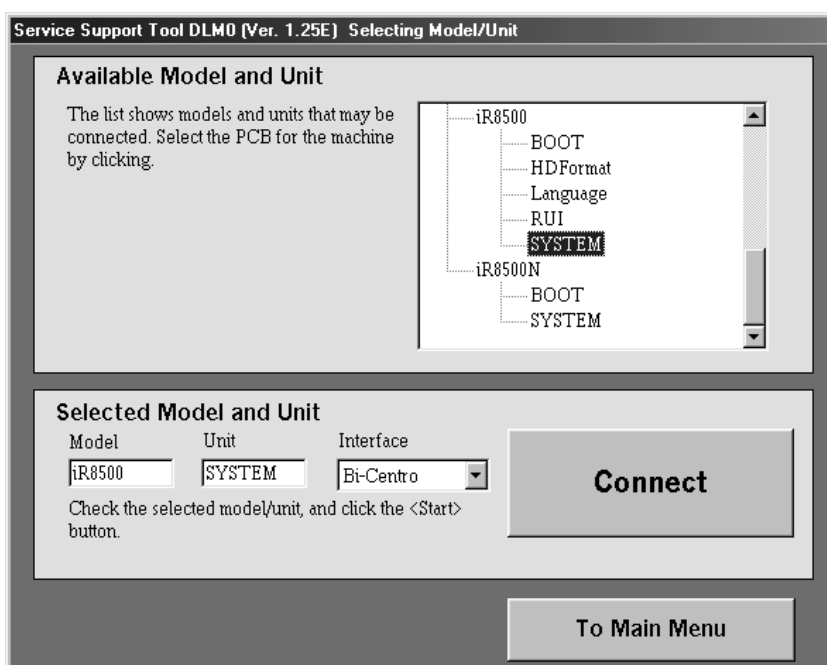 Service Support Tool DLM0 (Ver. 1.25E) Selecting Model/Unit
Available Model and Unit
The list shows models and units that may be
connected. Select the PCB for the machine
by clicking.
iR8500
BOOT
HDFormat
Language
RUI
SYSTEM
iR8500N
BOOT
SYSTEM
Selected Model and Unit
Model Unit Interface
iR8500 SYSTEM Bi-Centro
Check the selected model/unit, and click the <Start>
button.
Connect
To Main Menu